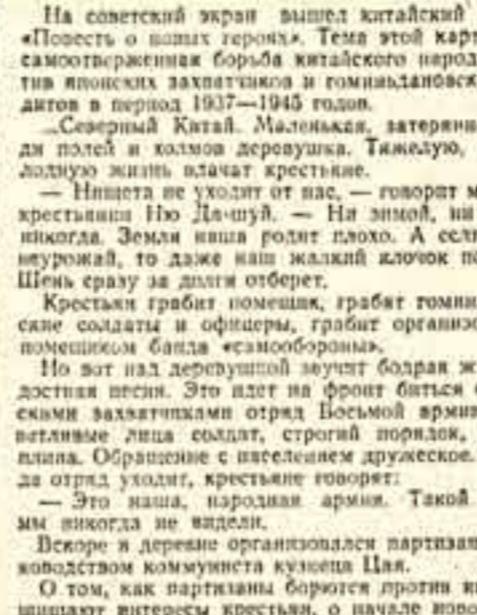 На советский экран вышел китайский
«Повесть о новых героях». Тема этой карт
самоотверженная борьба китайского народ
тив японских захватчиков и гоминьдановск
дитов в период 1937—1945 годов.
...Северный Китай. Маленькая, затерянн
ди полей и холмов деревушка. Тяжелую,
лодную жизнь влачат крестьяне.
— Нищета не уходит от нас, — говорит м
крестьянин Ню Да-шуй. — Ни зимой, ни
никогда. Земля наша родит плохо. А если
неурожай, то даже наш жалкий клочок по
Шень сразу за долги отберет.
Крестьян грабит помещик, грабят гомин
ские солдаты и офицеры, грабит организо
помещиком банда «самообороны».
Но вот над деревушкой звучит бодрая ж
достная песня. Это идет на фронт биться с
скими захватчиками отряд Восьмой армии
ветливые лица солдат, строгий порядок,
плина. Обращение с населением дружеское.
да отряд уходит, крестьяне говорят:
— Это наша, народная армия. Такой
мы никогда не видели.
Вскоре в деревне организовался партизан
ководством коммуниста кузнеца Цая.
О том, как партизаны борются против
щищают интересы крестьян, о начале ново